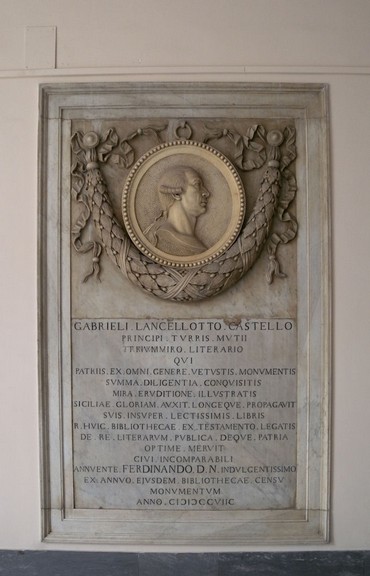 GABRIELI. LANCELLOTTO. CASTELLO
PRINCIPI. TVRRIS. MVTII
TRIVMVIRO. LITERARIO
QVI
PATRIIS. EX. OMNI. GENERE. VETVSTIS. MONVMENTIS
SVMMA. DILIGENTIA. CONQVISITIS
MIRA. ERVDITIONE. ILLVSTRATIS
SICILIAE. GLORIAM. AVXIT. LONGEQVE. PROPAGAVIT
SVIS. INSVPER. LECTISSIMIS. LIBRIS
R. HVIC. BIBLIOTHECAE. EX. TESTAMENTO. LEGATIS
DE. RE. LITERARVM. PVBLICA. DEQVE. PATRIA
OPTIME. MERVIT
CIVI. INCOMPARABILI
ANNVENTE. FERDINANDO. D. N. INDVLGENTISSIMO
EX. ANNVO. EJVSDEM. BIBLIOTHECAE. CENSV
MONVMENTVM
ANNO. CIƆIƆCCVIIC